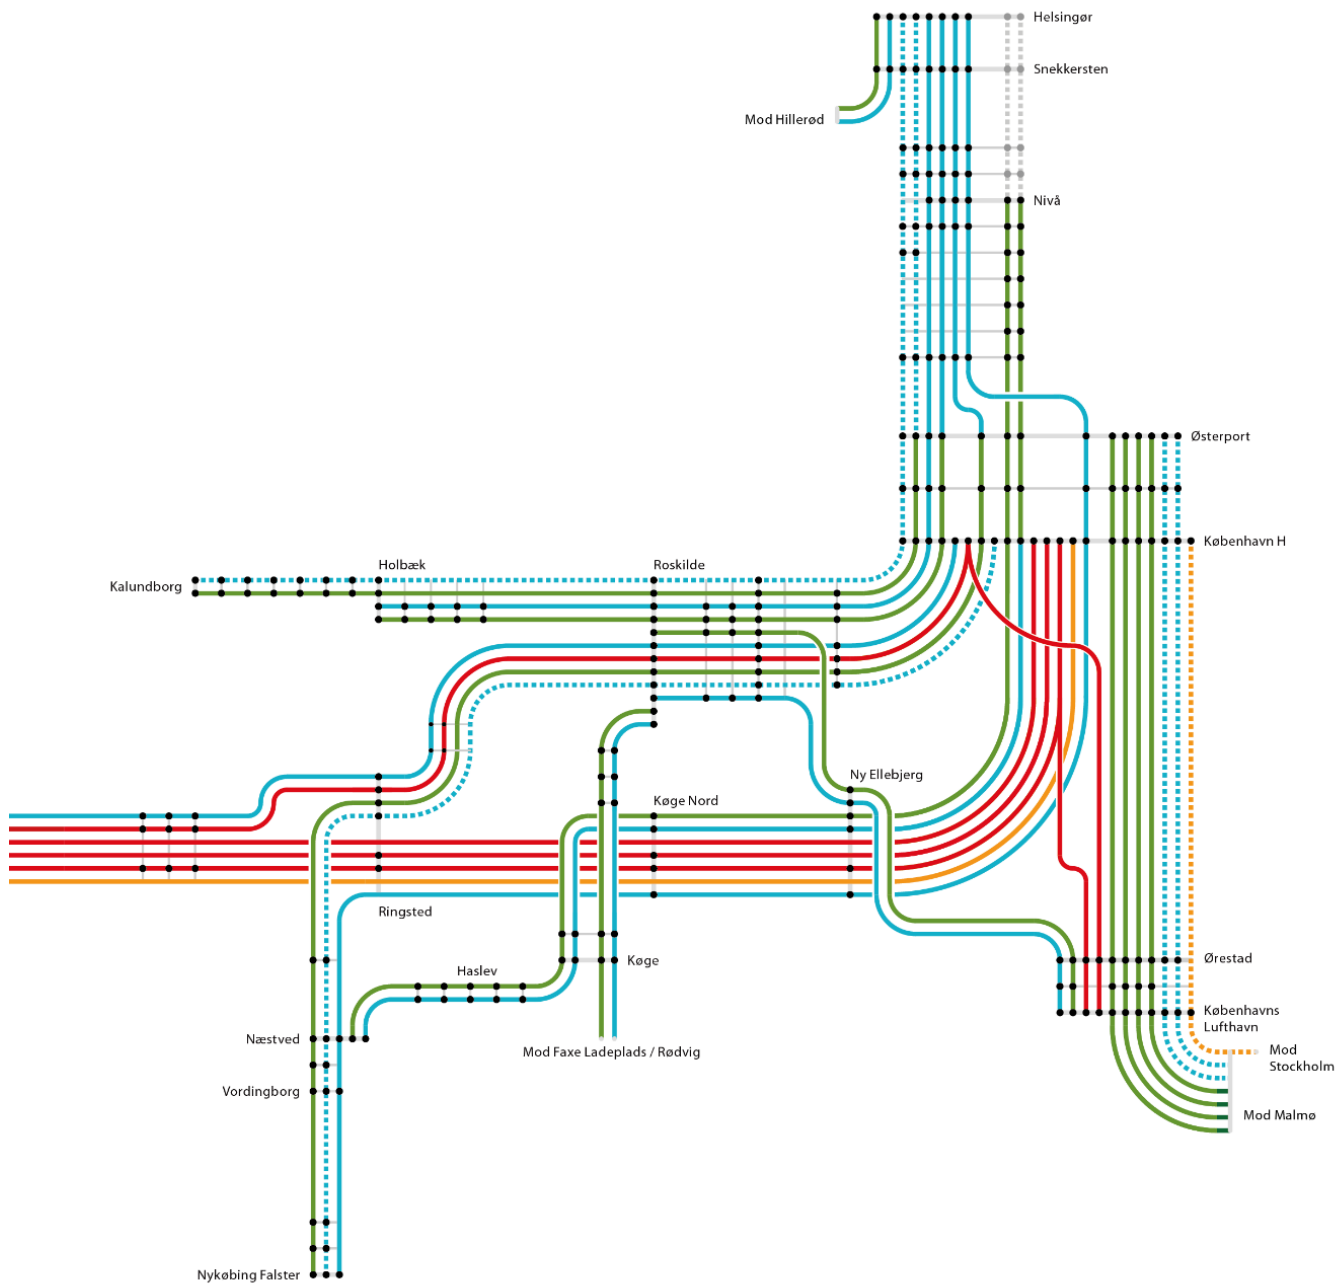 Helsingør
Snekkersten
Mod Hillerød
Nivå
Østerport
København H
Holbæk
Roskilde
Kalundborg
Ny Ellebjerg
Køge Nord
Ringsted
Ørestad
Køge
Haslev
Københavns
Lufthavn
Næstved
Mod Faxe Ladeplads / Rødvig
Mod
Stockholm
Vordingborg
Mod Malmø
Nykøbing Falster